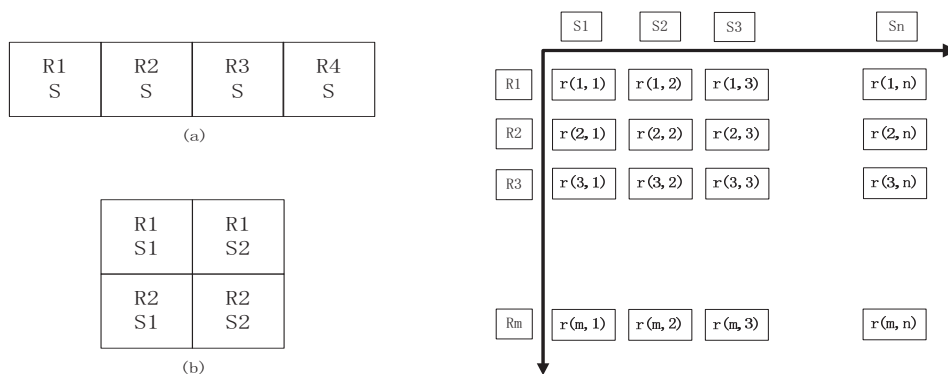 R1 R2 R3 R4
S S S S
(a)
R1 R1
S1 S2
R2 R2
S1 S2
(b)
S1 S2 S3 Sn
R1 r(1,1) r(1,2) r(1,3) r(1,n)
R2 r(2,1) r(2,2) r(2,3) r(2,n)
R3 r(3,1) r(3,2) r(3,3) r(3,n)
Rm r(m,1) r(m,2) r(m,3) r(m,n)